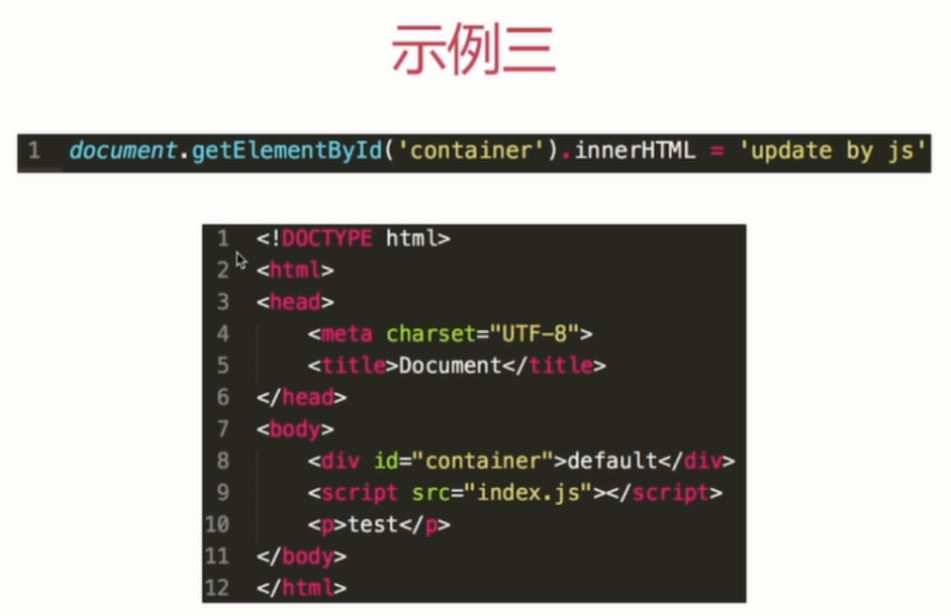 示例三
1 document.getElementById('container').innerHTML = 'update by js'
1 <!DOCTYPE html>
2 <html>
3 <head>
4 <meta charset="UTF-8">
5 <title>Document</title>
6 </head>
7 <body>
8 <div id="container">default</div>
9 <script src="index.js"></script>
10 <p>test</p>
11 </body>
12 </html>